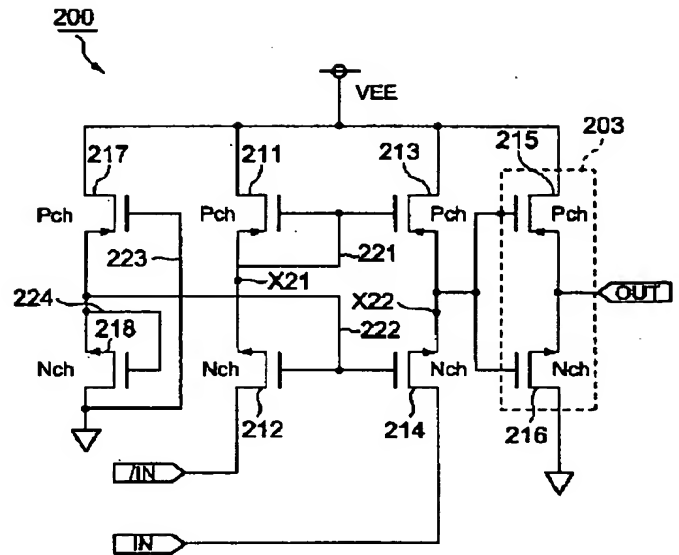 200
VEE
217 211 213 215 203
Pch Pch Pch Pch
223 221
X21 X22 OUT
224 222
218
Nch Nch Nch Nch
212 214 216
/IN
IN